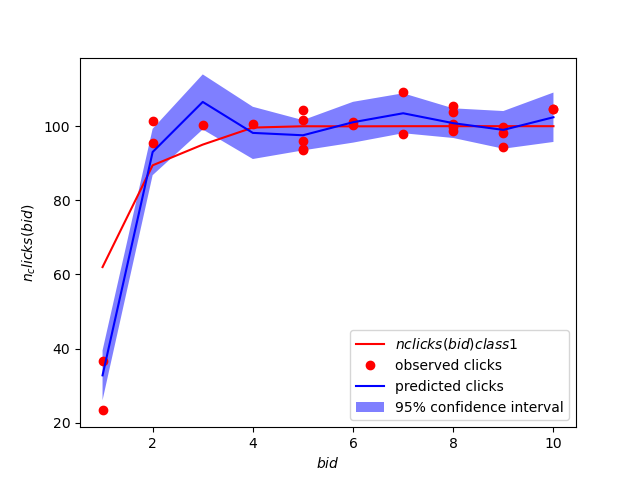 100
80
60
40
20
n_clicks(bid)
2
4
6
8
10
bid
nclicks(bid)class1
observed clicks
predicted clicks
95% confidence interval